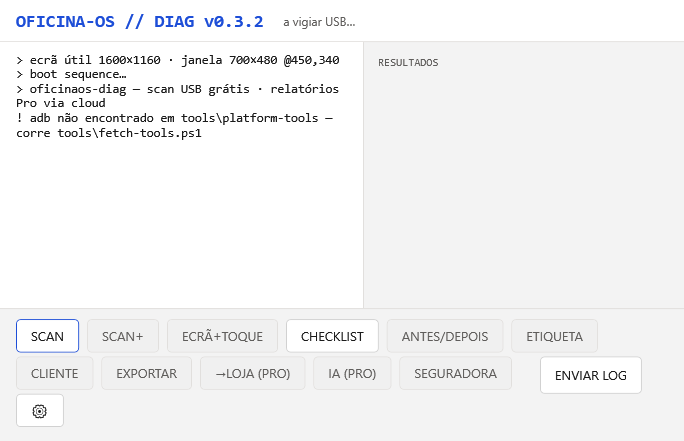 OFICINA-OS // DIAG v0.3.2 a vigiar USB...
> ecrã útil 1600×1160 · janela 700×480 @450,340
> boot sequence…
> oficinaos-diag — scan USB grátis · relatórios
Pro via cloud
! adb não encontrado em tools\platform-tools —
corre tools\fetch-tools.ps1
RESULTADOS
SCAN SCAN+ ECRÃ+TOQUE CHECKLIST ANTES/DEPOIS ETIQUETA
CLIENTE EXPORTAR →LOJA (PRO) IA (PRO) SEGURADORA ENVIAR LOG